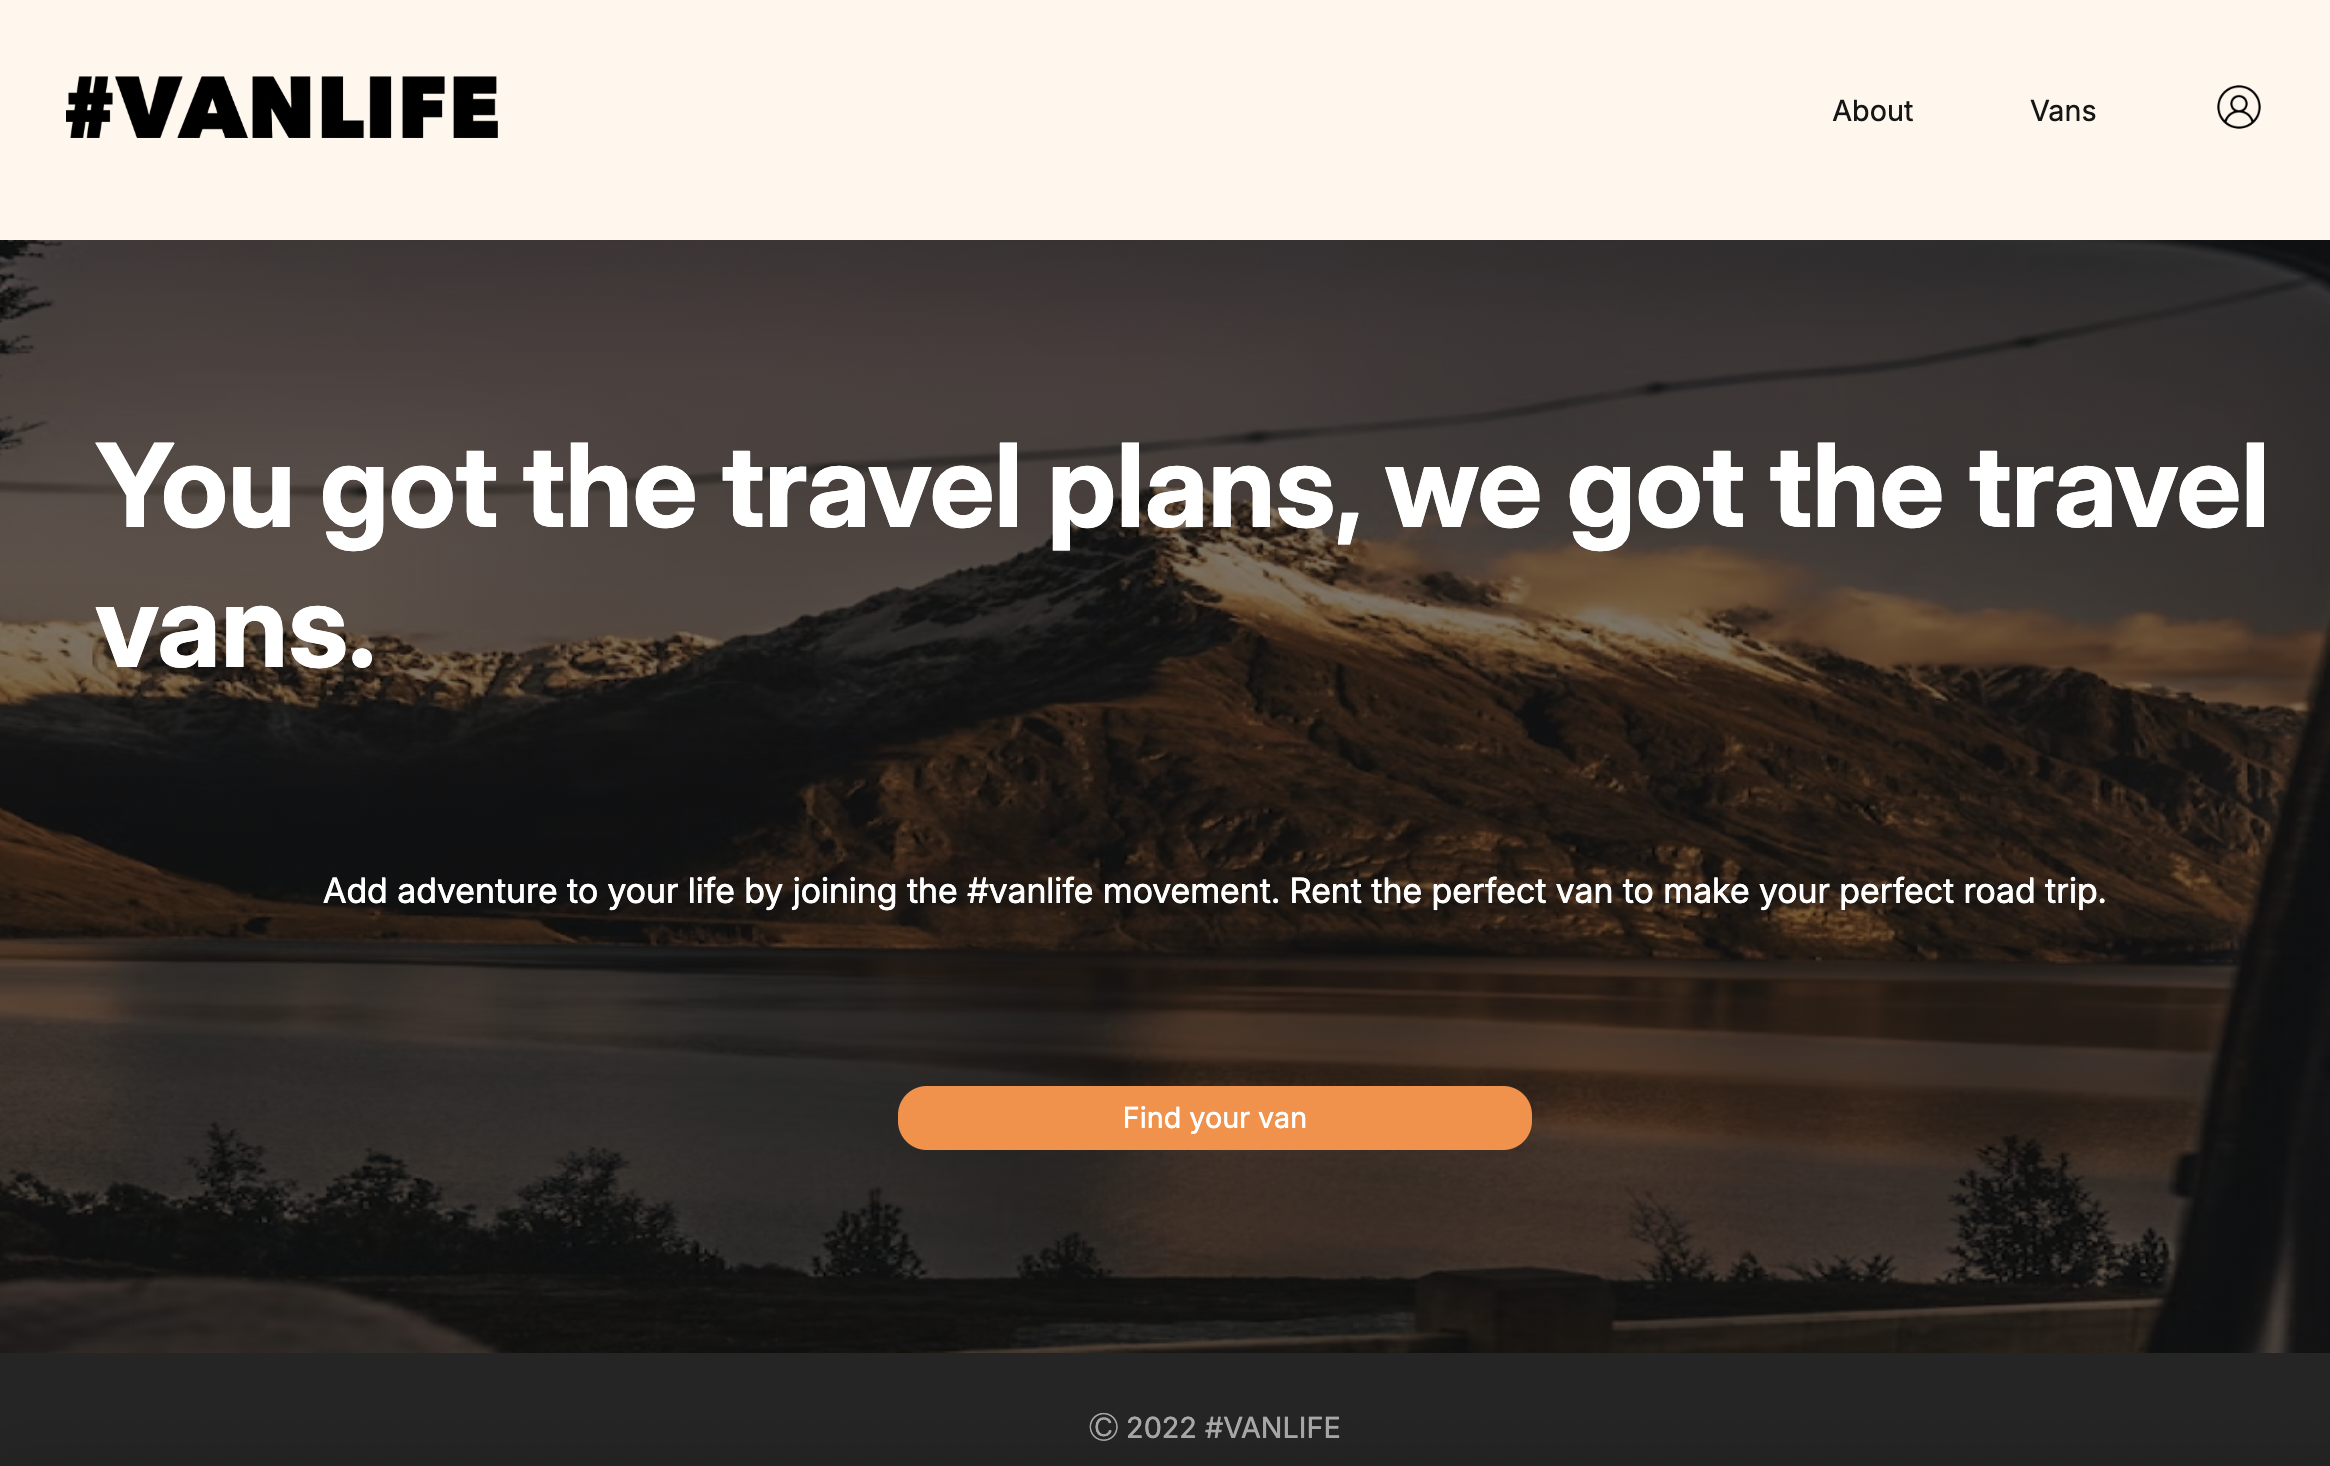 #VANLIFE
About
Vans
You got the travel plans, we got the travel
vans.
Add adventure to your life by joining the #vanlife movement. Rent the perfect van to make your perfect road trip.
Find your van
© 2022 #VANLIFE